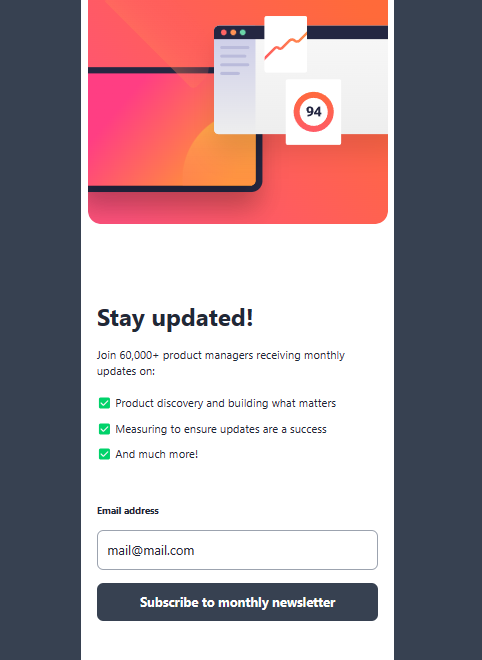 94
Stay updated!
Join 60,000+ product managers receiving monthly
updates on:
Product discovery and building what matters
Measuring to ensure updates are a success
And much more!
Email address
mail@mail.com
Subscribe to monthly newsletter